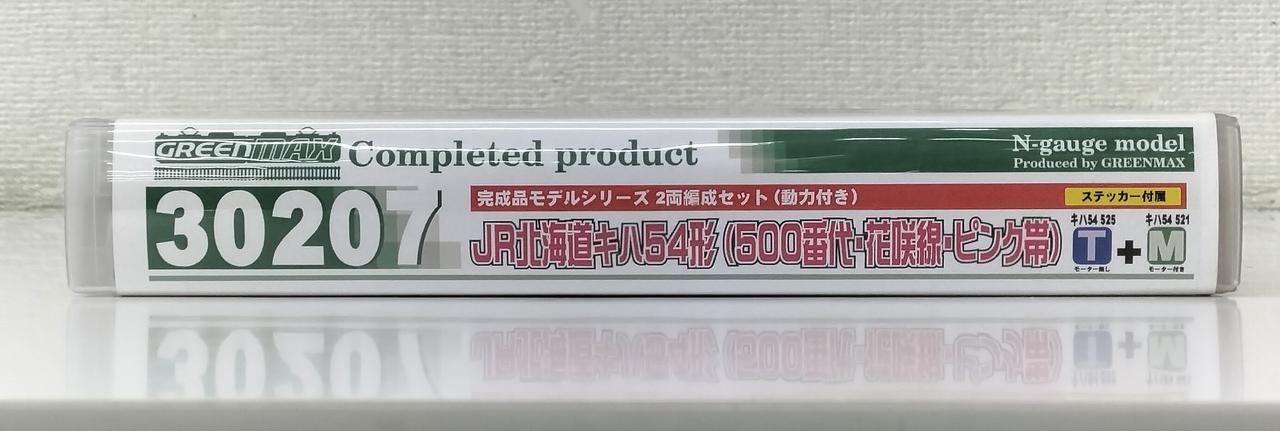 GREENMAX Completed product
N-gauge model
Produced by GREENMAX
30207
完成品モデルシリーズ 2両編成セット(動力付き)
ステッカー付属
JR北海道キハ54形(500番代・花咲線・ピンク帯)
キハ54 525 キハ54 521
T+M
モーター無し モーター付き